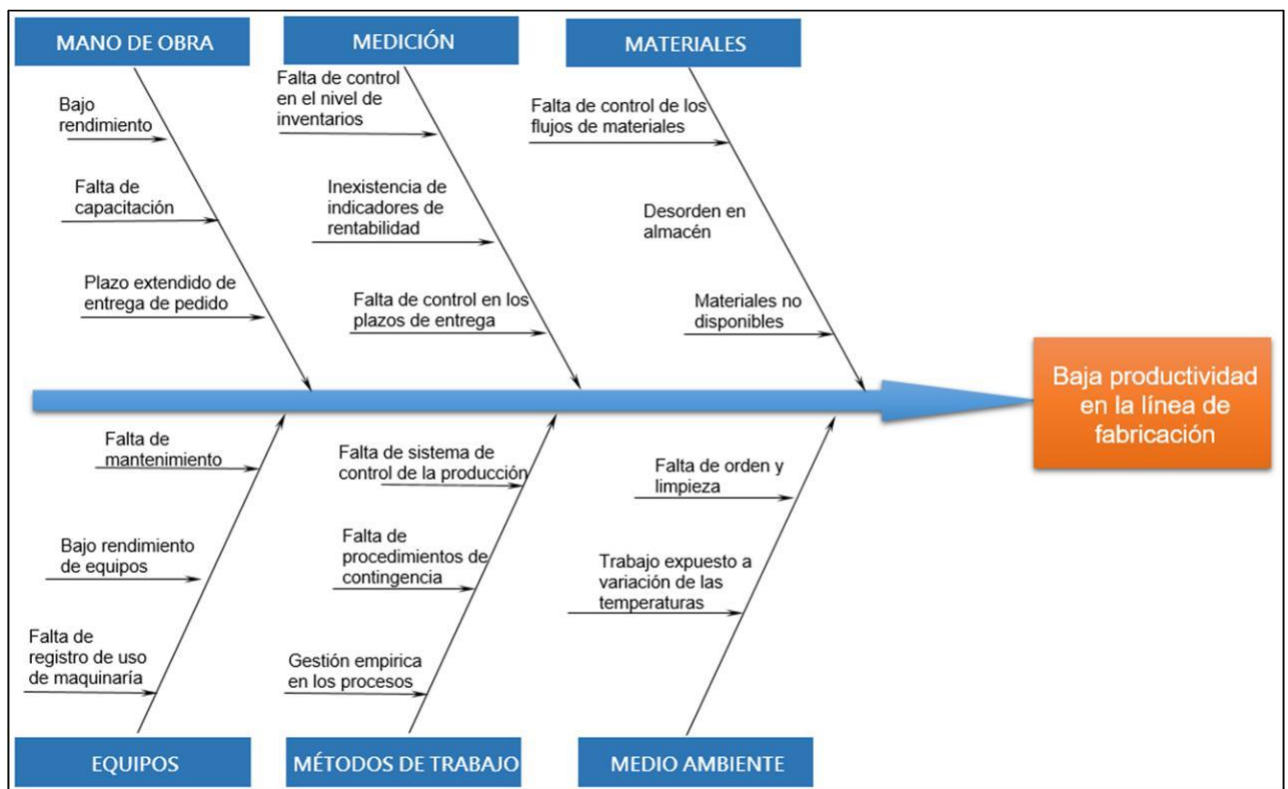 MANO DE OBRA
MEDICIÓN
MATERIALES
Bajo
rendimiento
Falta de
capacitación
Plazo extendido de
entrega de pedido
Falta de control
en el nivel de
inventarios
Inexistencia de
indicadores de
rentabilidad
Falta de control en los
plazos de entrega
Falta de control de los
flujos de materiales
Desorden en
almacén
Materiales no
disponibles
Baja productividad
en la línea de
fabricación
Falta de
mantenimiento
Bajo rendimiento
de equipos
Falta de
registro de uso
de maquinaría
Falta de sistema de
control de la producción
Falta de
procedimientos de
contingencia
Gestión empirica
en los procesos
Falta de orden y
limpieza
Trabajo expuesto a
variación de las
temperaturas
EQUIPOS
MÉTODOS DE TRABAJO
MEDIO AMBIENTE